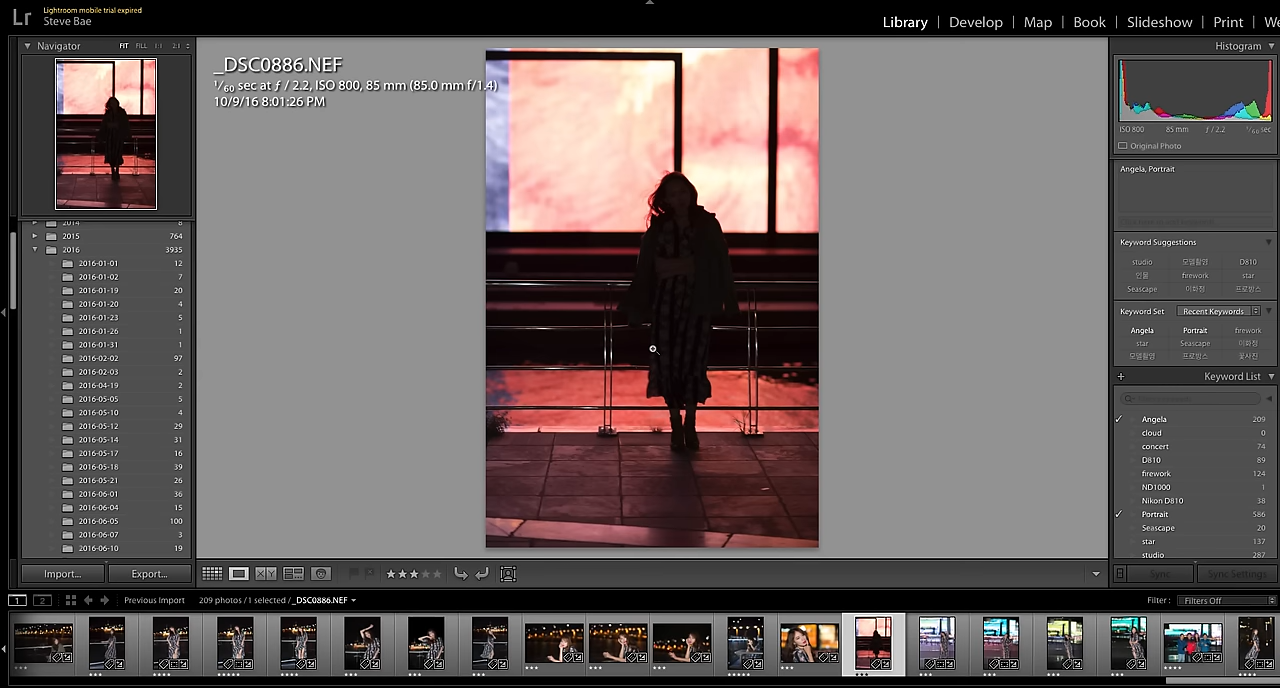 Lr
Lightroom mobile trial expired
Steve Bae
Library | Develop | Map | Book | Slideshow | Print | We
Navigator FIT FILL 1:1 2:1
_DSC0886.NEF
1/60 sec at ƒ / 2.2, ISO 800, 85 mm (85.0 mm f/1.4)
10/9/16 8:01:26 PM
2014 8
2015 764
2016 3935
2016-01-01 12
2016-01-02 7
2016-01-19 20
2016-01-20 4
2016-01-23 5
2016-01-26 1
2016-01-31 1
2016-02-02 97
2016-02-03 2
2016-04-19 2
2016-05-05 5
2016-05-10 4
2016-05-12 29
2016-05-14 31
2016-05-17 16
2016-05-18 39
2016-05-21 26
2016-06-01 36
2016-06-04 15
2016-06-05 100
2016-06-07 3
2016-06-10 19
Import... Export...
Histogram
ISO 800 85 mm ƒ / 2.2 1/60 sec
Original Photo
Angela, Portrait
Keyword Suggestions
studio 모델촬영 D810
인물 firework star
Seascape 이화정 프로방스
Keyword Set Recent Keywords
Angela Portrait firework
star Seascape 이화정
모델촬영 프로방스 꽃사진
Keyword List
Angela 209
cloud 0
concert 74
D810 89
firework 124
ND1000 1
Nikon D810 38
Portrait 586
Seascape 20
star 137
studio 287
Sync Sync Settings
X Y
1 2 Previous Import 209 photos / 1 selected / _DSC0886.NEF
Filter : Filters Off